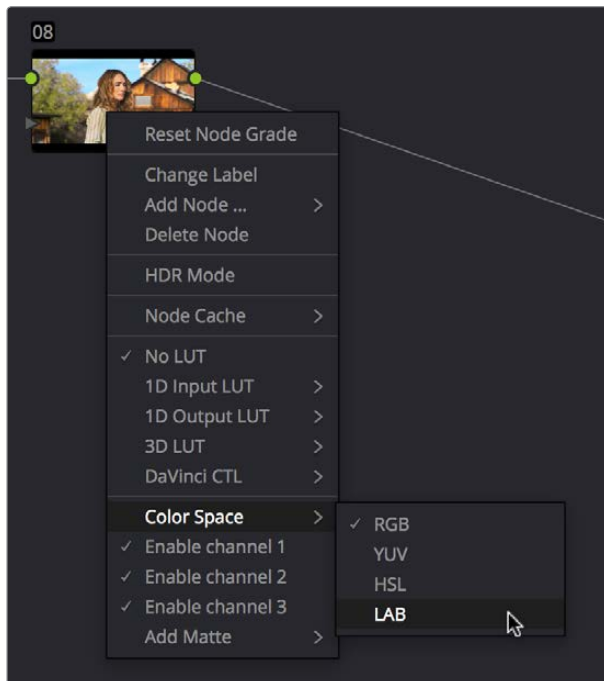 08
Reset Node Grade
Change Label
Add Node ...
Delete Node
HDR Mode
Node Cache
No LUT
1D Input LUT
1D Output LUT
3D LUT
DaVinci CTL
Color Space
Enable channel 1
Enable channel 2
Enable channel 3
Add Matte
RGB
YUV
HSL
LAB